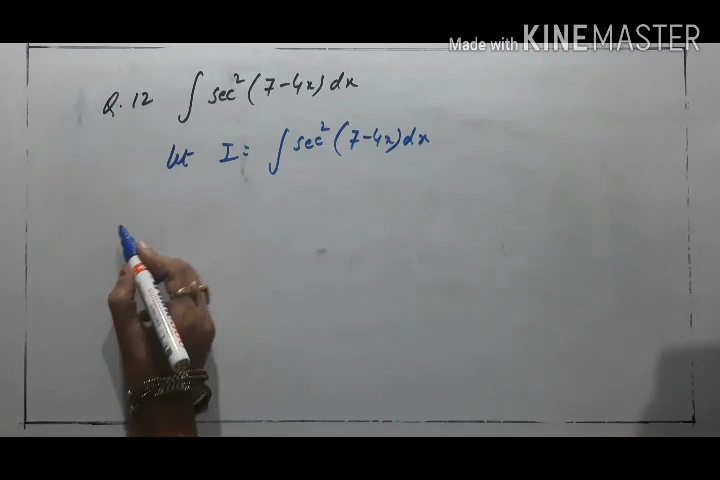 Made with KINEMASTER
Q. 12 ∫ sec² (7-4x) dx
let I = ∫ sec² (7-4x) dx